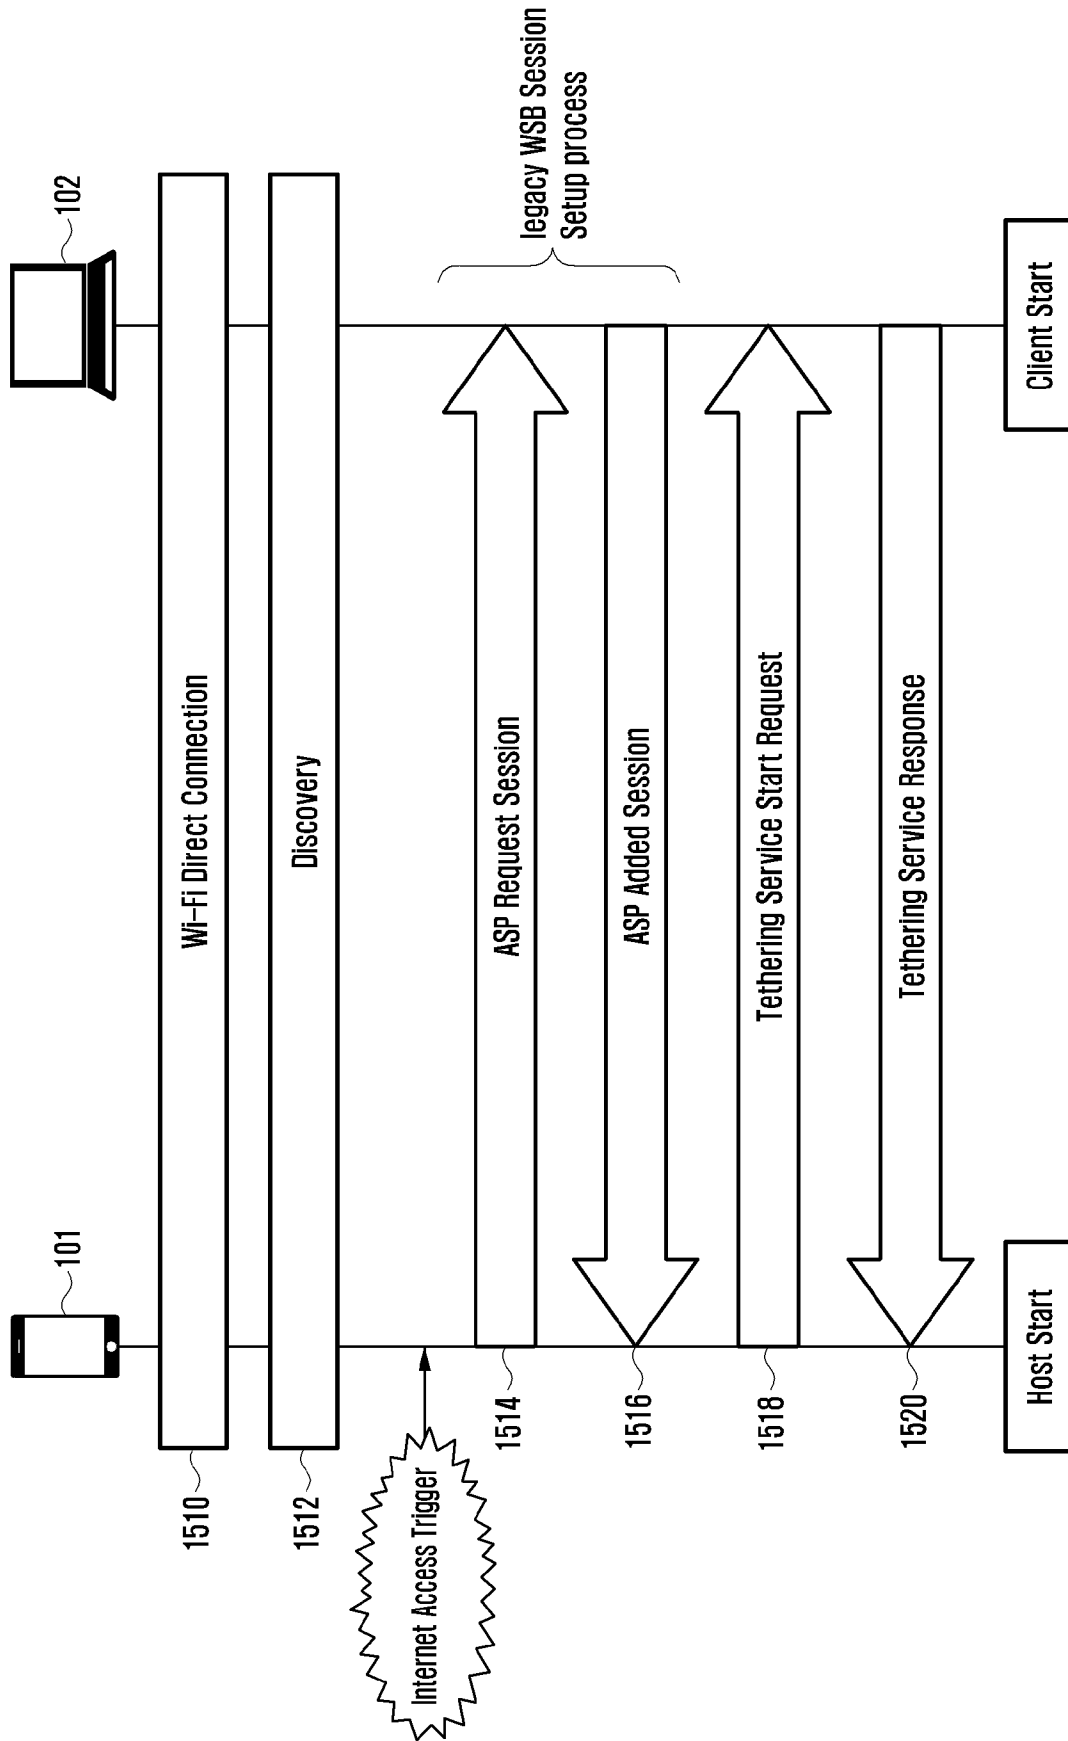 101
102
1510
Wi-Fi Direct Connection
1512
Discovery
Internet Access Trigger
1514
ASP Request Session
legacy WSB Session
Setup process
1516
ASP Added Session
1518
Tethering Service Start Request
1520
Tethering Service Response
Host Start
Client Start